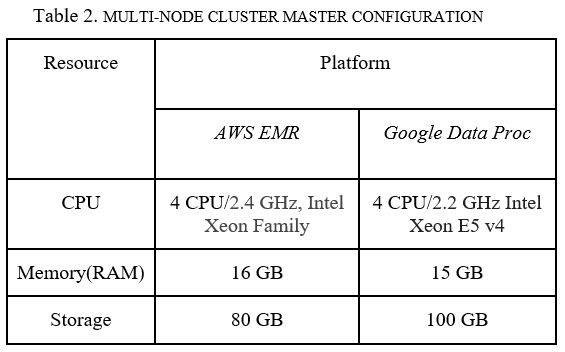 Table 2. MULTI-NODE CLUSTER MASTER CONFIGURATION
Resource
Platform
AWS EMR
Google Data Proc
CPU
4 CPU/2.4 GHz, Intel
Xeon Family
4 CPU/2.2 GHz Intel
Xeon E5 v4
Memory(RAM)
16 GB
15 GB
Storage
80 GB
100 GB